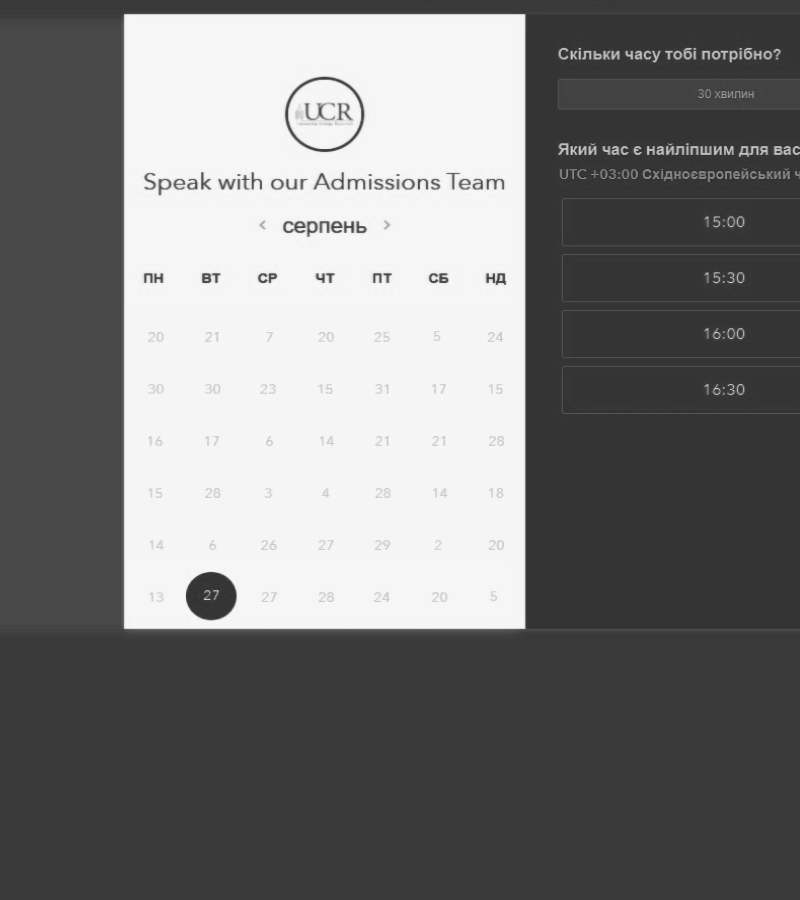 UCR
Speak with our Admissions Team
< серпень >
ПН ВТ СР ЧТ ПТ СБ НД
20 21 7 20 25 5 24
30 30 23 15 31 17 15
16 17 6 14 21 21 28
15 28 3 4 28 14 18
14 6 26 27 29 2 20
13 27 27 28 24 20 5
Скільки часу тобі потрібно?
30 хвилин
Який час є найліпшим для вас
UTC +03:00 Східноєвропейський ч
15:00
15:30
16:00
16:30